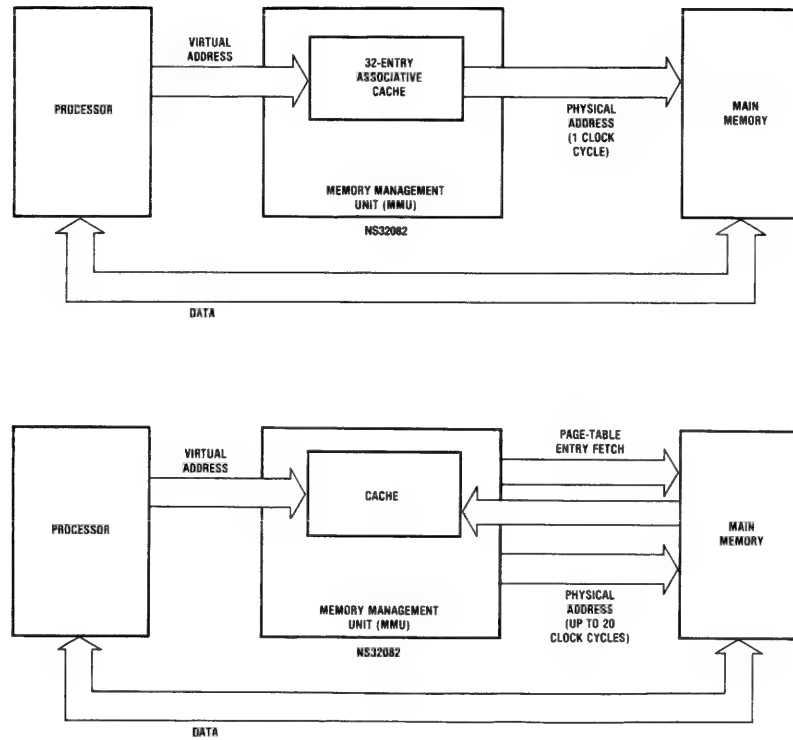 VIRTUAL
ADDRESS
32-ENTRY
ASSOCIATIVE
CACHE
PROCESSOR
PHYSICAL
ADDRESS
(1 CLOCK
CYCLE)
MAIN
MEMORY
MEMORY MANAGEMENT
UNIT (MMU)
NS32082
DATA
VIRTUAL
ADDRESS
PAGE-TABLE
ENTRY FETCH
CACHE
PROCESSOR
MAIN
MEMORY
MEMORY MANAGEMENT
UNIT (MMU)
PHYSICAL
ADDRESS
(UP TO 20
CLOCK CYCLES)
NS32082
DATA